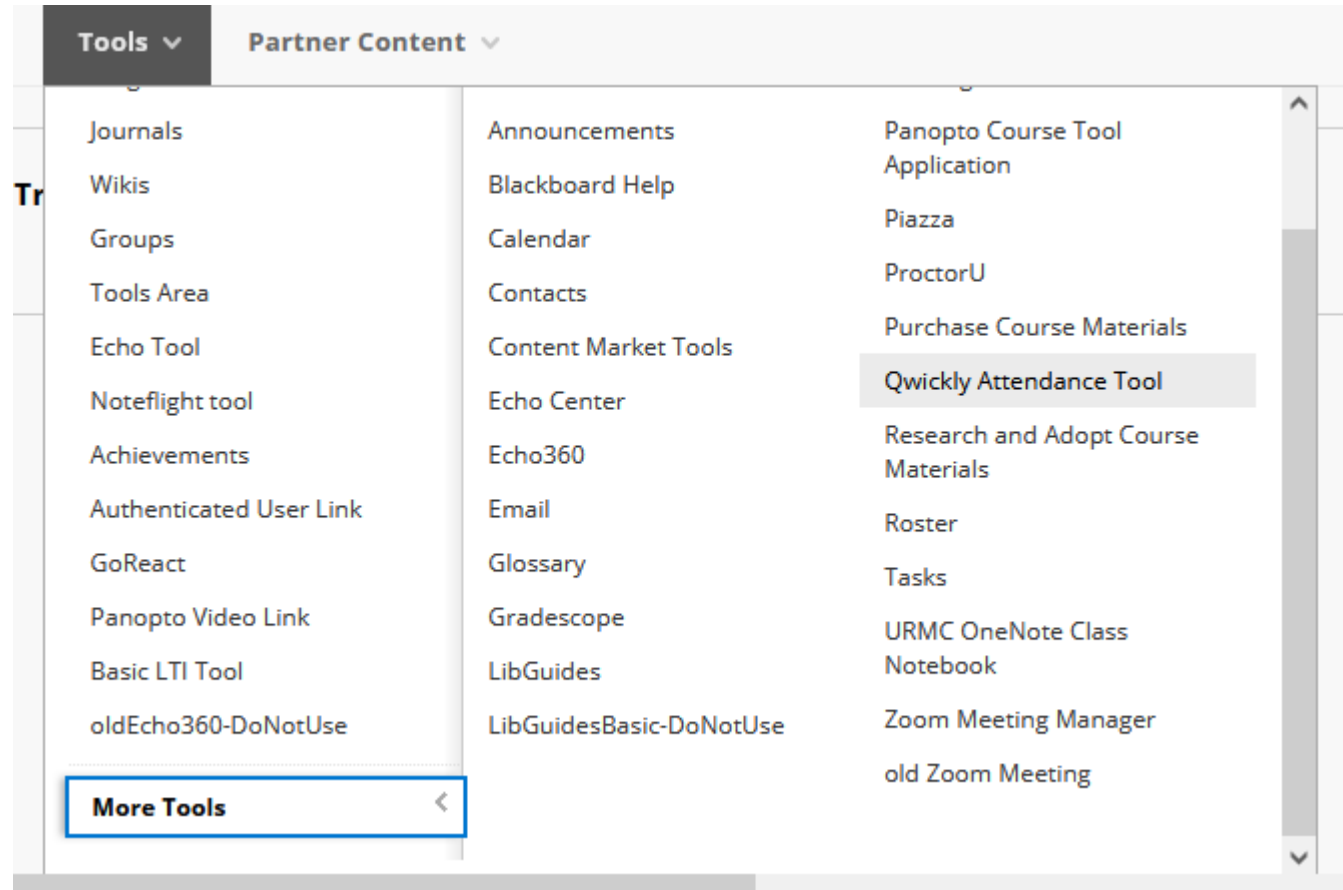 Tools
Partner Content
Tr
Journals
Wikis
Groups
Tools Area
Echo Tool
Noteflight tool
Achievements
Authenticated User Link
GoReact
Panopto Video Link
Basic LTI Tool
oldEcho360-DoNotUse
More Tools
Announcements
Blackboard Help
Calendar
Contacts
Content Market Tools
Echo Center
Echo360
Email
Glossary
Gradescope
LibGuides
LibGuidesBasic-DoNotUse
Panopto Course Tool
Application
Piazza
ProctorU
Purchase Course Materials
Qwickly Attendance Tool
Research and Adopt Course
Materials
Roster
Tasks
URMC OneNote Class
Notebook
Zoom Meeting Manager
old Zoom Meeting